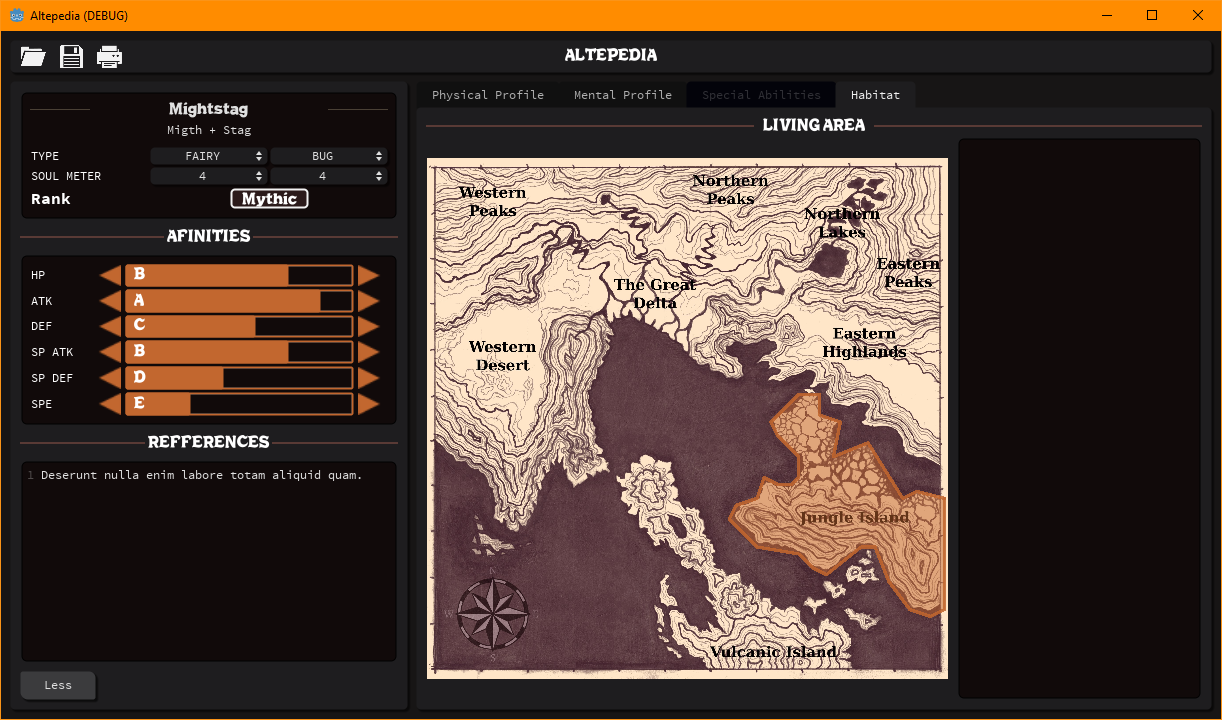 Altepedia (DEBUG)
ALTEPEDIA
Mightstag
Migth + Stag
TYPE FAIRY BUG
SOUL METER 4 4
Rank Mythic
AFINITIES
HP B
ATK A
DEF C
SP ATK B
SP DEF D
SPE E
REFFERENCES
1 Deserunt nulla enim labore totam aliquid quam.
Less
Physical Profile Mental Profile Special Abilities Habitat
LIVING AREA
Western
Peaks
Northern
Peaks
Northern
Lakes
Eastern
Peaks
The Great
Delta
Eastern
Highlands
Western
Desert
Jungle Island
Vulcanic Island
S